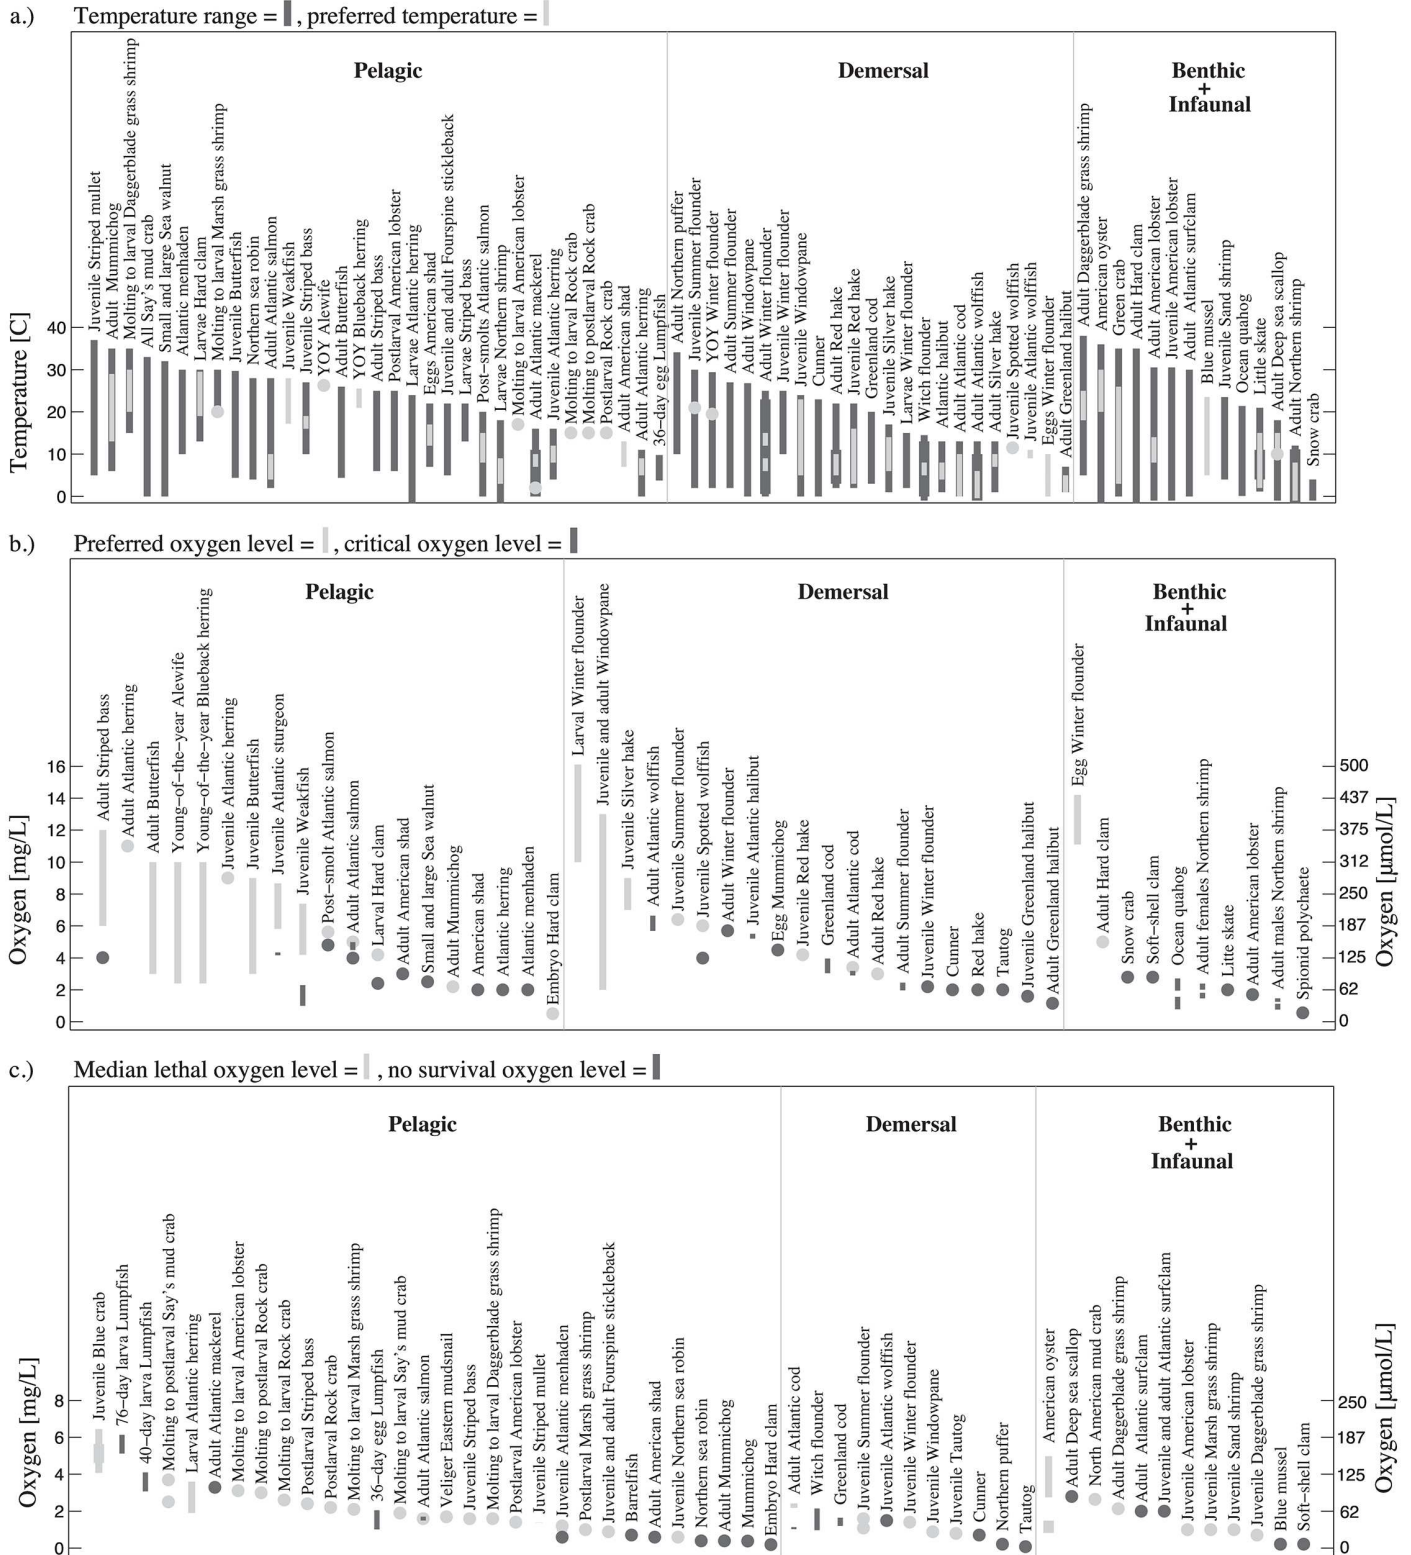 a.) Temperature range = , preferred temperature =
Pelagic
Demersal
Benthic
+
Infaunal
Temperature [C]
40
30
20
10
0
Juvenile Striped mullet
Adult Mummichog
Molting to larval Daggerblade grass shrimp
All Say's mud crab
Small and large Sea walnut
Atlantic menhaden
Larvae Hard clam
Molting to larval Marsh grass shrimp
Juvenile Butterfish
Northern sea robin
Adult Atlantic salmon
Juvenile Weakfish
Juvenile Striped bass
YOY Alewife
Adult Butterfish
YOY Blueback herring
Adult Striped bass
Postlarval American lobster
Larvae Atlantic herring
Eggs American shad
Juvenile and adult Fourspine stickleback
Larvae Striped bass
Post-smolts Atlantic salmon
Larvae Northern shrimp
Molting to larval American lobster
Adult Atlantic mackerel
Juvenile Atlantic herring
Molting to larval Rock crab
Molting to postlarval Rock crab
Postlarval Rock crab
Adult American shad
Adult Atlantic herring
36-day egg Lumpfish
Adult Northern puffer
Juvenile Summer flounder
YOY Winter flounder
Adult Summer flounder
Adult Windowpane
Adult Winter flounder
Juvenile Winter flounder
Juvenile Windowpane
Cunner
Adult Red hake
Juvenile Red hake
Greenland cod
Juvenile Silver hake
Larvae Winter flounder
Witch flounder
Atlantic halibut
Adult Atlantic cod
Adult Atlantic wolffish
Adult Silver hake
Juvenile Spotted wolffish
Juvenile Atlantic wolffish
Eggs Winter flounder
Adult Greenland halibut
Adult Daggerblade grass shrimp
American oyster
Green crab
Adult Hard clam
Adult American lobster
Juvenile American lobster
Adult Atlantic surfclam
Blue mussel
Juvenile Sand shrimp
Ocean quahog
Little skate
Adult Deep sea scallop
Adult Northern shrimp
Snow crab
b.) Preferred oxygen level = , critical oxygen level =
Pelagic
Demersal
Benthic
+
Infaunal
Oxygen [mg/L]
16
14
12
10
8
6
4
2
0
Adult Striped bass
Adult Atlantic herring
Adult Butterfish
Young-of-the-year Alewife
Young-of-the-year Blueback herring
Juvenile Atlantic herring
Juvenile Butterfish
Juvenile Atlantic sturgeon
Juvenile Weakfish
Post-smolt Atlantic salmon
Adult Atlantic salmon
Larval Hard clam
Adult American shad
Small and large Sea walnut
Adult Mummichog
American shad
Atlantic herring
Atlantic menhaden
Embryo Hard clam
Larval Winter flounder
Juvenile and adult Windowpane
Juvenile Silver hake
Adult Atlantic wolffish
Juvenile Summer flounder
Juvenile Spotted wolffish
Adult Winter flounder
Juvenile Atlantic halibut
Egg Mummichog
Juvenile Red hake
Greenland cod
Adult Atlantic cod
Adult Red hake
Adult Summer flounder
Juvenile Winter flounder
Cunner
Red hake
Tautog
Juvenile Greenland halibut
Adult Greenland halibut
Egg Winter flounder
Adult Hard clam
Snow crab
Soft-shell clam
Ocean quahog
Adult females Northern shrimp
Litte skate
Adult American lobster
Adult males Northern shrimp
Spionid polychaete
500
437
375
312
250
187
125
62
0
Oxygen [µmol/L]
c.) Median lethal oxygen level = , no survival oxygen level =
Pelagic
Demersal
Benthic
+
Infaunal
Oxygen [mg/L]
8
6
4
2
0
Juvenile Blue crab
76-day larva Lumpfish
40-day larva Lumpfish
Molting to postlarval Say's mud crab
Larval Atlantic herring
Adult Atlantic mackerel
Molting to larval American lobster
Molting to postlarval Rock crab
Molting to larval Rock crab
Postlarval Striped bass
Postlarval Rock crab
Molting to larval Marsh grass shrimp
36-day egg Lumpfish
Molting to larval Say's mud crab
Adult Atlantic salmon
Veliger Eastern mudsnail
Juvenile Striped bass
Molting to larval Daggerblade grass shrimp
Postlarval American lobster
Juvenile Striped mullet
Juvenile Atlantic menhaden
Postlarval Marsh grass shrimp
Juvenile and adult Fourspine stickleback
Barrelfish
Adult American shad
Juvenile Northern sea robin
Northern sea robin
Adult Mummichog
Mummichog
Embryo Hard clam
Adult Atlantic cod
Witch flounder
Greenland cod
Juvenile Summer flounder
Juvenile Atlantic wolffish
Juvenile Winter flounder
Juvenile Windowpane
Juvenile Tautog
Cunner
Northern puffer
Tautog
American oyster
Adult Deep sea scallop
North American mud crab
Adult Daggerblade grass shrimp
Adult Atlantic surfclam
Juvenile and adult Atlantic surfclam
Juvenile American lobster
Juvenile Marsh grass shrimp
Juvenile Sand shrimp
Juvenile Daggerblade grass shrimp
Blue mussel
Soft-shell clam
250
187
125
62
0
Oxygen [µmol/L]